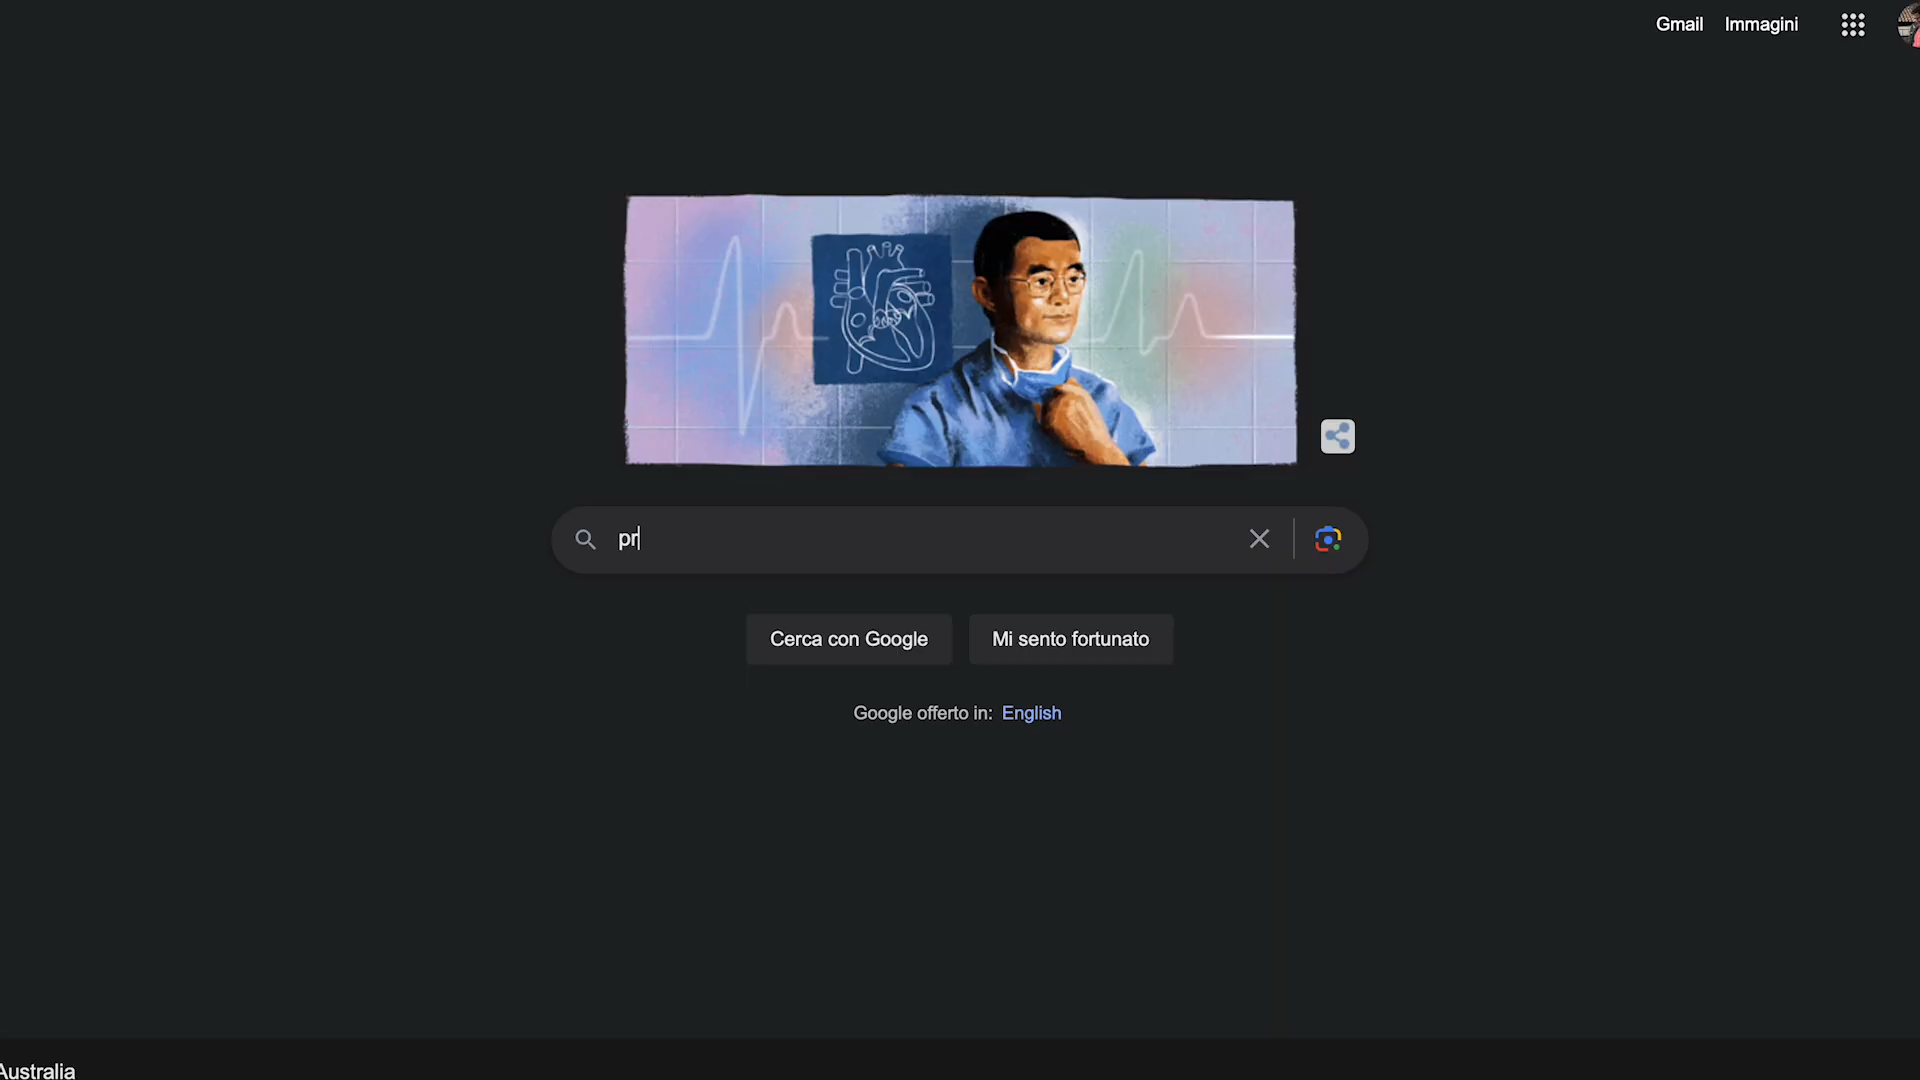 Gmail Immagini
pr
Cerca con Google Mi sento fortunato
Google offerto in: English
Australia